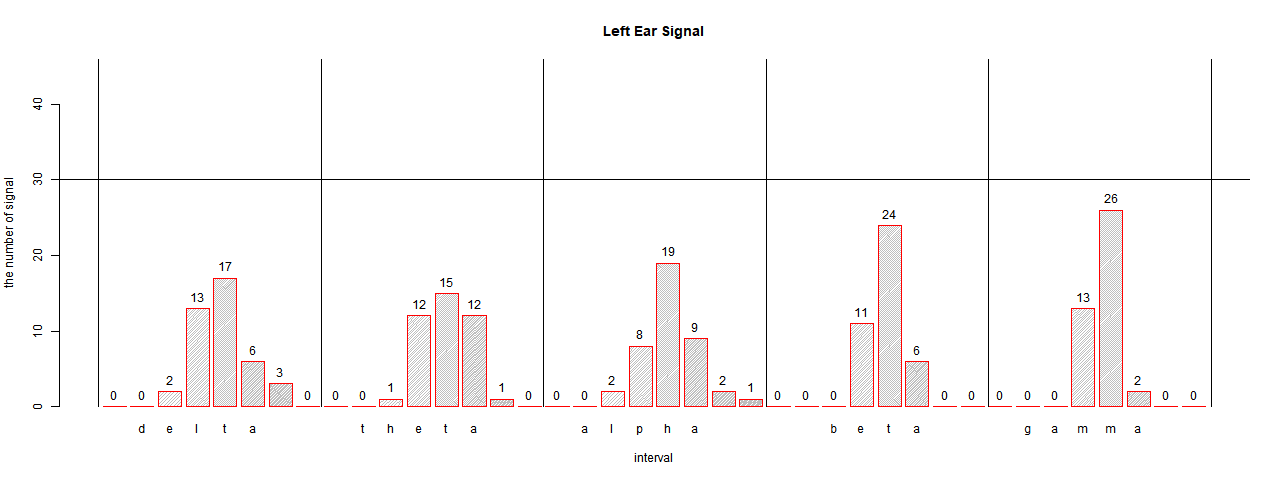 Left Ear Signal
the number of signal
40
30
20
10
0
0 0 2 13 17 6 3 0
0 0 1 12 15 12 1 0
0 0 2 8 19 9 2 1
0 0 0 11 24 6 0 0
0 0 0 13 26 2 0 0
d e l t a t h e t a a l p h a b e t a g a m m a
interval